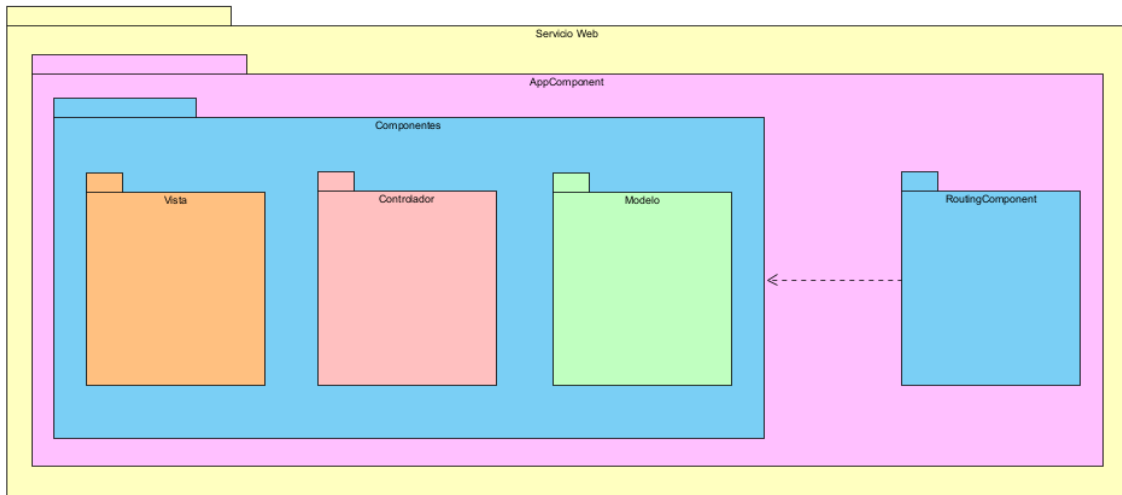 Servicio Web
AppComponent
Componentes
Vista
Controlador
Modelo
RoutingComponent